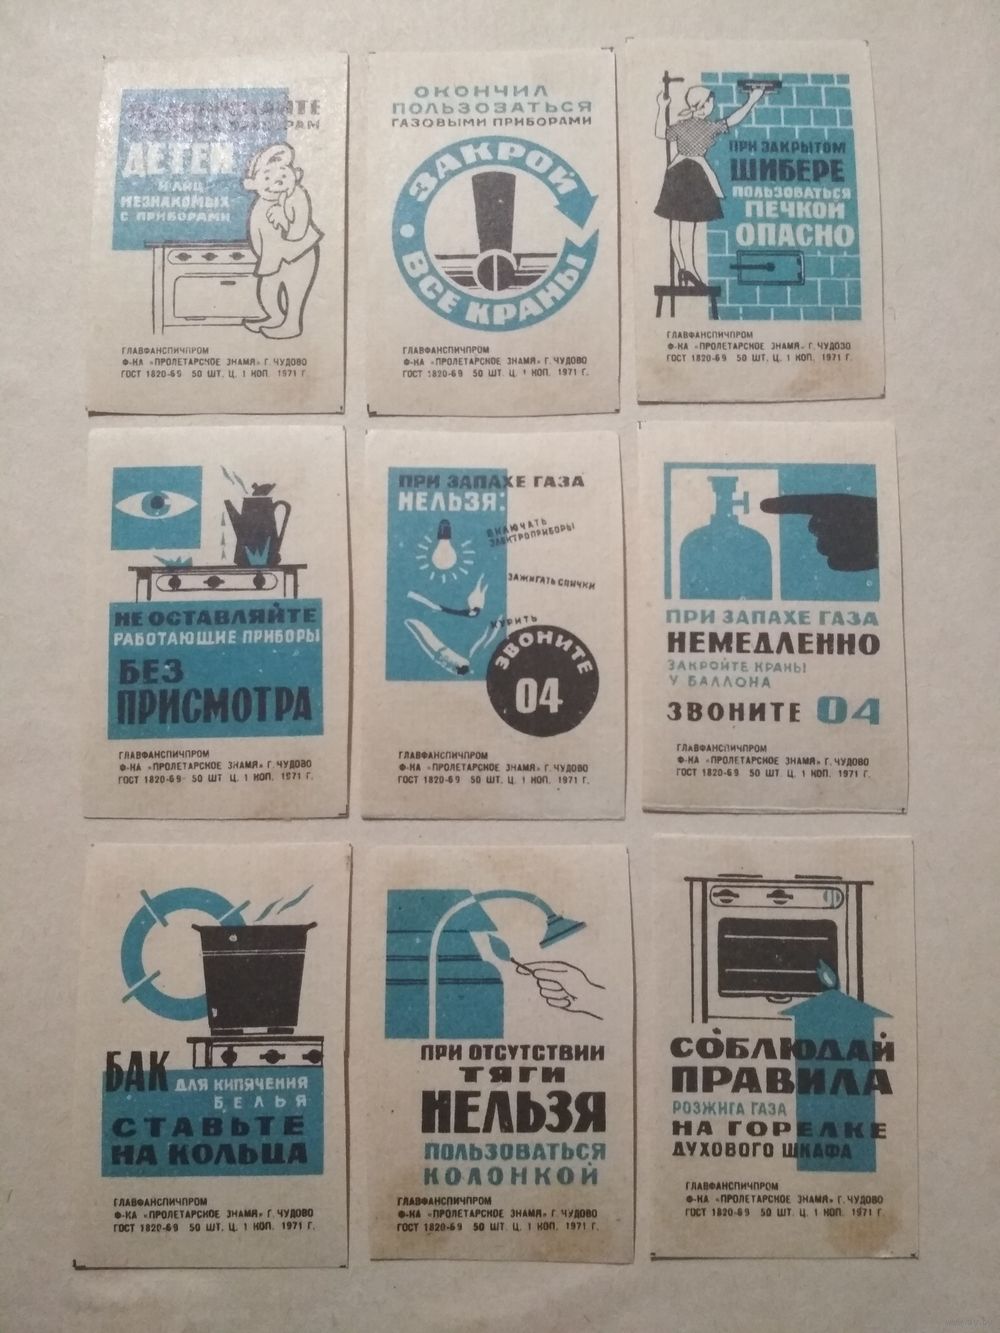 НЕ ДОПУСКАЙТЕ
ДЕТЕЙ
И ЛИЦ
НЕЗНАКОМЫХ
С ПРИБОРАМИ
ГЛАВФАНСПИЧПРОМ
Ф-КА «ПРОЛЕТАРСКОЕ ЗНАМЯ» Г. ЧУДОВО
ГОСТ 1820-69 50 ШТ. Ц. 1 КОП. 1971 Г.
ОКОНЧИЛ
ПОЛЬЗОВАТЬСЯ
ГАЗОВЫМИ ПРИБОРАМИ
ЗАКРОЙ
ВСЕ КРАНЫ
ГЛАВФАНСПИЧПРОМ
Ф-КА «ПРОЛЕТАРСКОЕ ЗНАМЯ» Г. ЧУДОВО
ГОСТ 1820-69 50 ШТ. Ц. 1 КОП. 1971 Г.
ПРИ ЗАКРЫТОМ
ШИБЕРЕ
ПОЛЬЗОВАТЬСЯ
ПЕЧКОЙ
ОПАСНО
ГЛАВФАНСПИЧПРОМ
Ф-КА «ПРОЛЕТАРСКОЕ ЗНАМЯ» Г. ЧУДОВО
ГОСТ 1820-69 50 ШТ. Ц. 1 КОП. 1971 Г.
НЕ ОСТАВЛЯЙТЕ
РАБОТАЮЩИЕ ПРИБОРЫ
БЕЗ
ПРИСМОТРА
ГЛАВФАНСПИЧПРОМ
Ф-КА «ПРОЛЕТАРСКОЕ ЗНАМЯ» Г. ЧУДОВО
ГОСТ 1820-69 50 ШТ. Ц. 1 КОП. 1971 Г.
ПРИ ЗАПАХЕ ГАЗА
НЕЛЬЗЯ:
ВКЛЮЧАТЬ
ЭЛЕКТРОПРИБОРЫ
ЗАЖИГАТЬ СПИЧКИ
КУРИТЬ
ЗВОНИТЕ
04
ГЛАВФАНСПИЧПРОМ
Ф-КА «ПРОЛЕТАРСКОЕ ЗНАМЯ» Г. ЧУДОВО
ГОСТ 1820-69 50 ШТ. Ц. 1 КОП. 1971 Г.
ПРИ ЗАПАХЕ ГАЗА
НЕМЕДЛЕННО
ЗАКРОЙТЕ КРАНЫ
У БАЛЛОНА
ЗВОНИТЕ 04
ГЛАВФАНСПИЧПРОМ
Ф-КА «ПРОЛЕТАРСКОЕ ЗНАМЯ» Г. ЧУДОВО
ГОСТ 1820-69 50 ШТ. Ц. 1 КОП. 1971 Г.
БАК ДЛЯ КИПЯЧЕНИЯ
БЕЛЬЯ
СТАВЬТЕ
НА КОЛЬЦА
ГЛАВФАНСПИЧПРОМ
Ф-КА «ПРОЛЕТАРСКОЕ ЗНАМЯ» Г. ЧУДОВО
ГОСТ 1820-69 50 ШТ. Ц. 1 КОП. 1971 Г.
ПРИ ОТСУТСТВИИ
ТЯГИ
НЕЛЬЗЯ
ПОЛЬЗОВАТЬСЯ
КОЛОНКОЙ
ГЛАВФАНСПИЧПРОМ
Ф-КА «ПРОЛЕТАРСКОЕ ЗНАМЯ» Г. ЧУДОВО
ГОСТ 1820-69 50 ШТ. Ц. 1 КОП. 1971 Г.
СОБЛЮДАЙ
ПРАВИЛА
РОЗЖИГА ГАЗА
НА ГОРЕЛКЕ
ДУХОВОГО ШКАФА
ГЛАВФАНСПИЧПРОМ
Ф-КА «ПРОЛЕТАРСКОЕ ЗНАМЯ» Г. ЧУДОВО
ГОСТ 1820-69 50 ШТ. Ц. 1 КОП. 1971 Г.